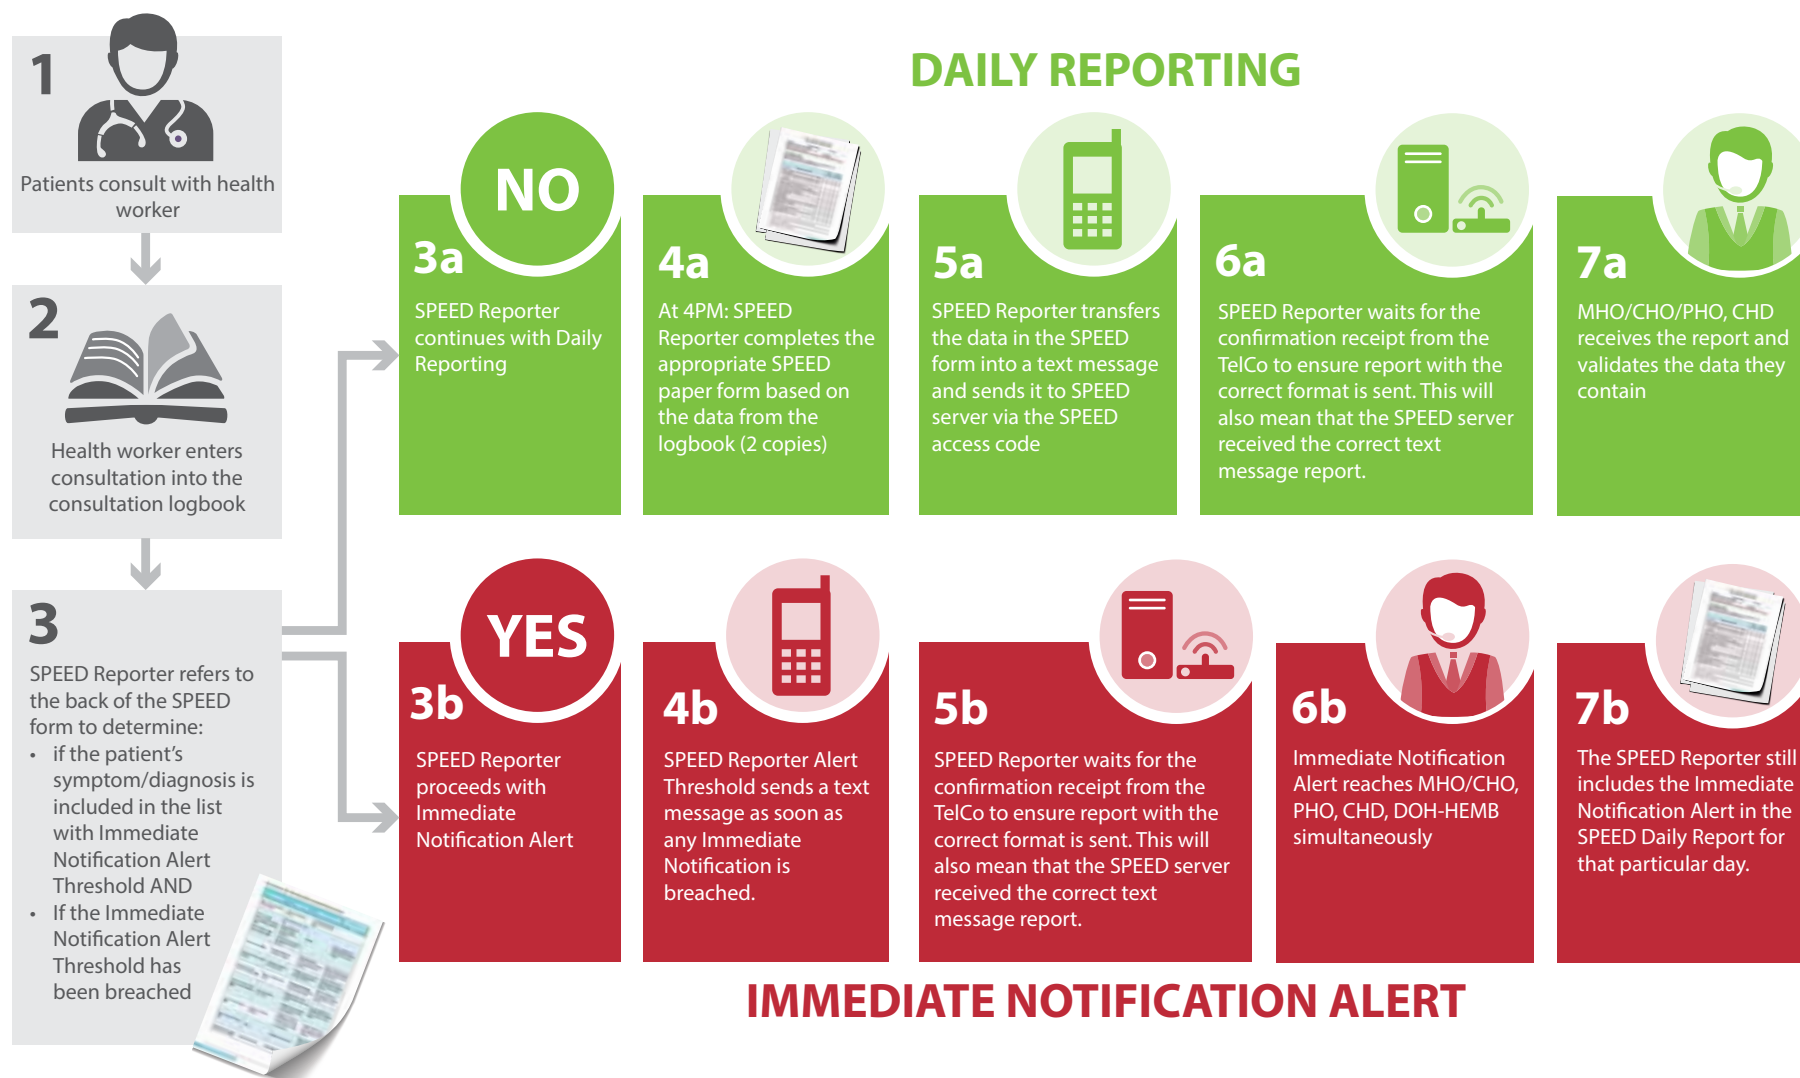 1
Patients consult with health
worker
2
Health worker enters
consultation into the
consultation logbook
3
SPEED Reporter refers to
the back of the SPEED
form to determine:
• if the patient’s
symptom/diagnosis is
included in the list
with Immediate
Notification Alert
Threshold AND
• If the Immediate
Notification Alert
Threshold has
been breached
DAILY REPORTING
NO
3a
SPEED Reporter
continues with Daily
Reporting
4a
At 4PM: SPEED
Reporter completes the
appropriate SPEED
paper form based on
the data from the
logbook (2 copies)
5a
SPEED Reporter transfers
the data in the SPEED
form into a text message
and sends it to SPEED
server via the SPEED
access code
6a
SPEED Reporter waits for the
confirmation receipt from the
TelCo to ensure report with the
correct format is sent. This will
also mean that the SPEED server
received the correct text
message report.
7a
MHO/CHO/PHO, CHD
receives the report and
validates the data they
contain
YES
3b
SPEED Reporter
proceeds with
Immediate
Notification Alert
4b
SPEED Reporter Alert
Threshold sends a text
message as soon as
any Immediate
Notification is
breached.
5b
SPEED Reporter waits for the
confirmation receipt from the
TelCo to ensure report with the
correct format is sent. This will
also mean that the SPEED server
received the correct text
message report.
6b
Immediate Notification
Alert reaches MHO/CHO,
PHO, CHD, DOH-HEMB
simultaneously
7b
The SPEED Reporter still
includes the Immediate
Notification Alert in the
SPEED Daily Report for
that particular day.
IMMEDIATE NOTIFICATION ALERT